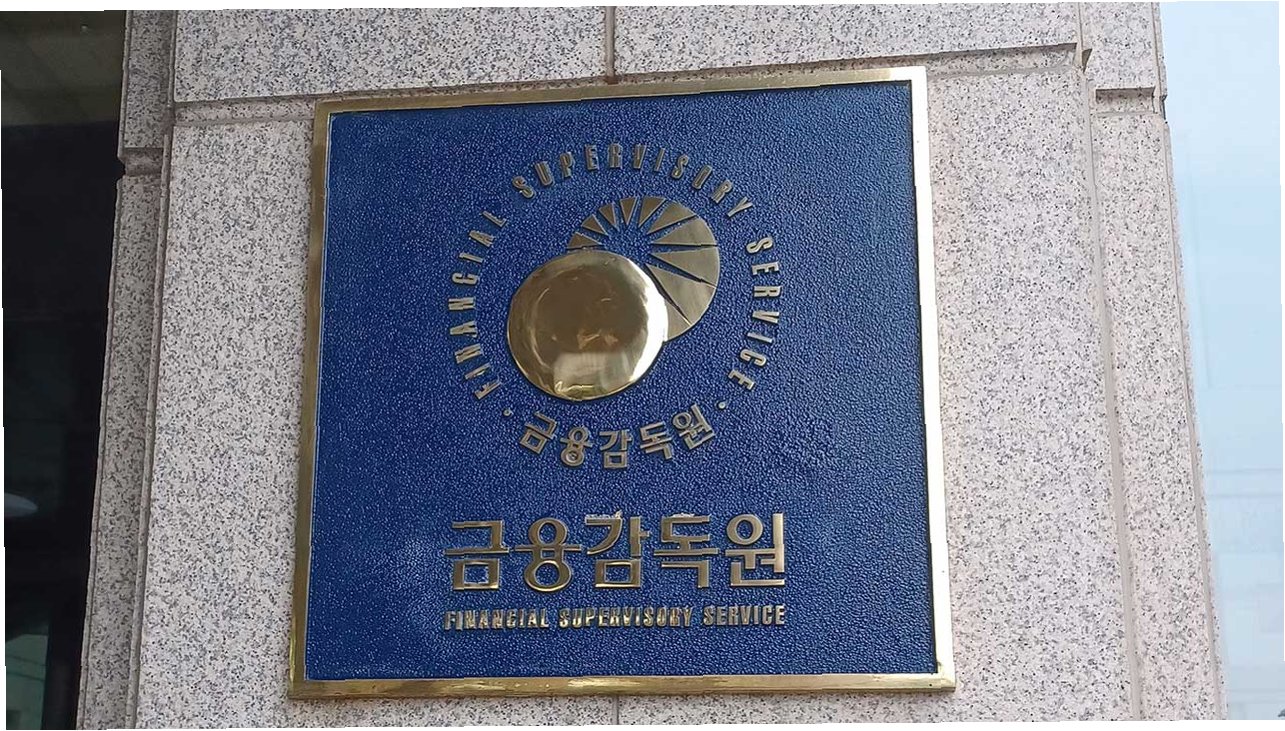 FINANCIAL SUPERVISORY SERVICE
· 금융감독원 ·
금융감독원
FINANCIAL SUPERVISORY SERVICE